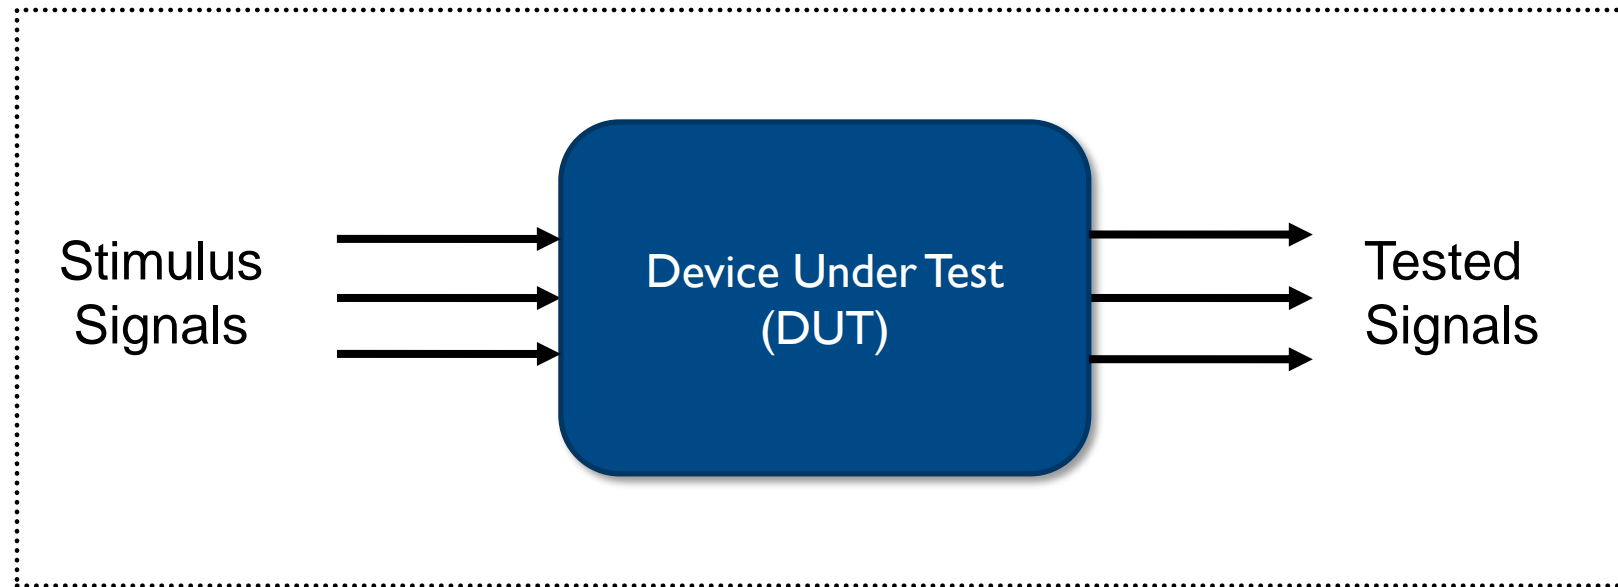 Stimulus
Signals
Device Under Test
(DUT)
Tested
Signals